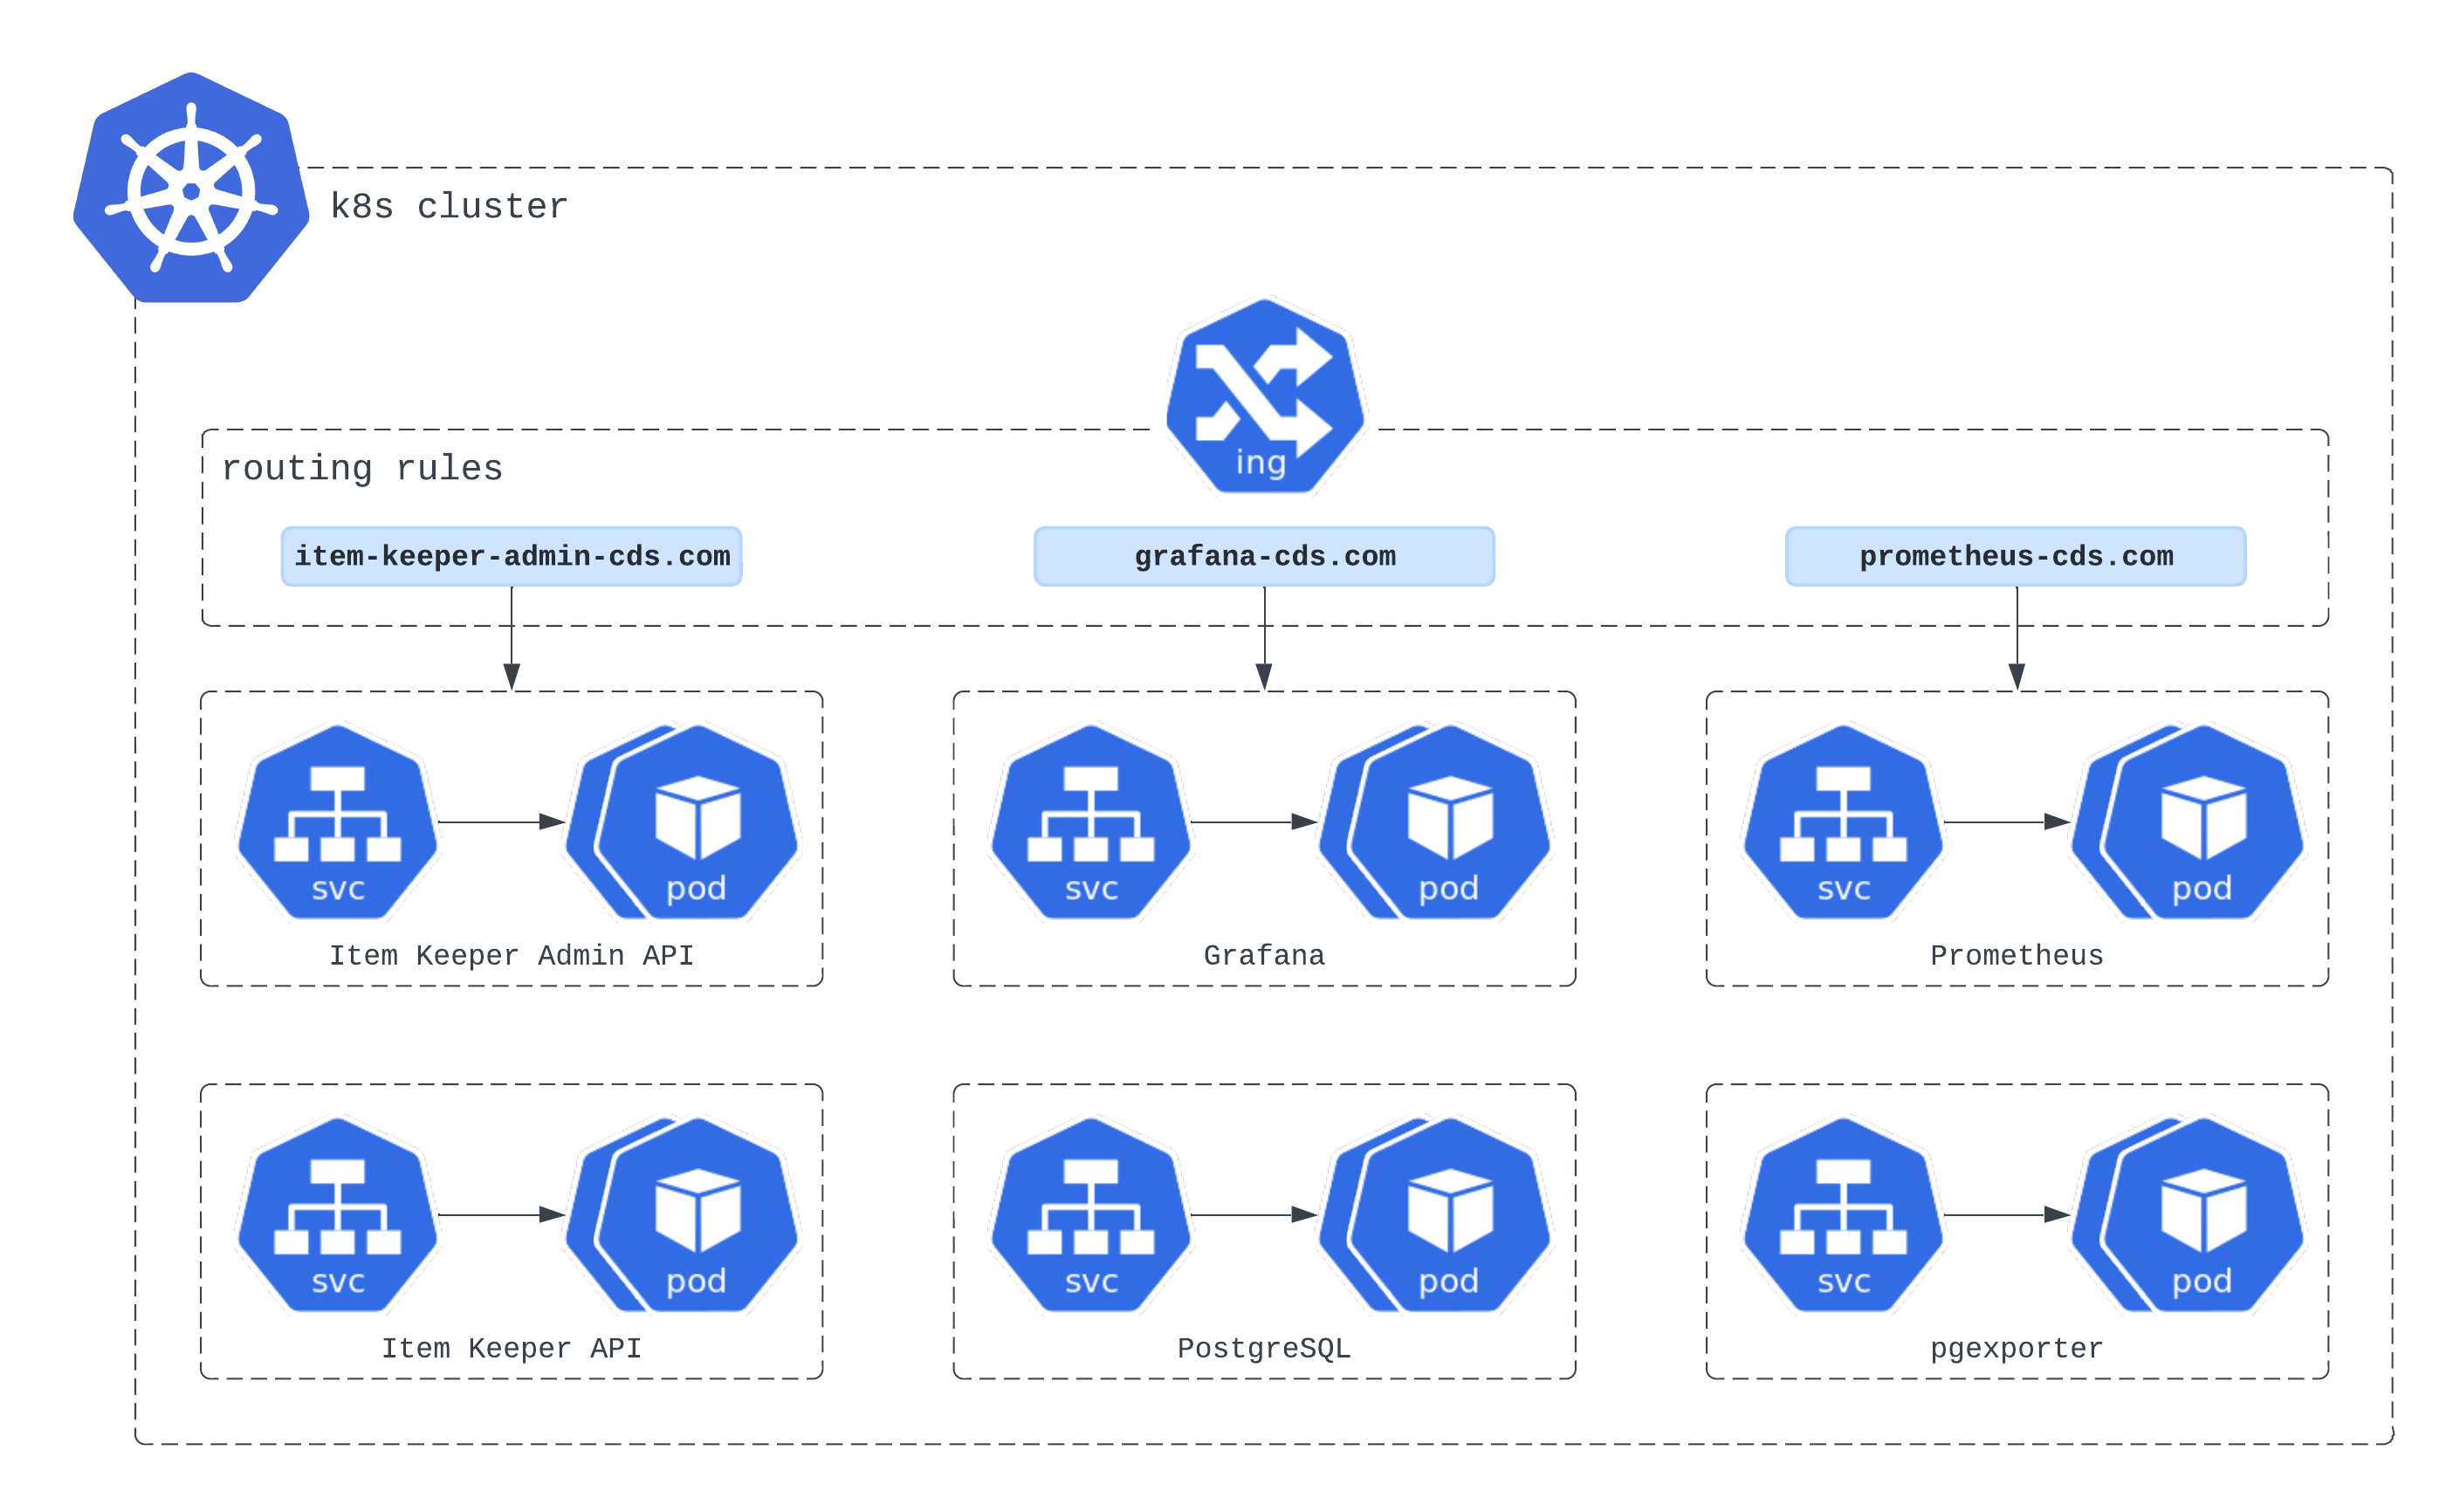 k8s cluster
ing
routing rules
item-keeper-admin-cds.com
grafana-cds.com
prometheus-cds.com
svc
pod
svc
pod
svc
pod
Item Keeper Admin API
Grafana
Prometheus
svc
pod
svc
pod
svc
pod
Item Keeper API
PostgreSQL
pgexporter